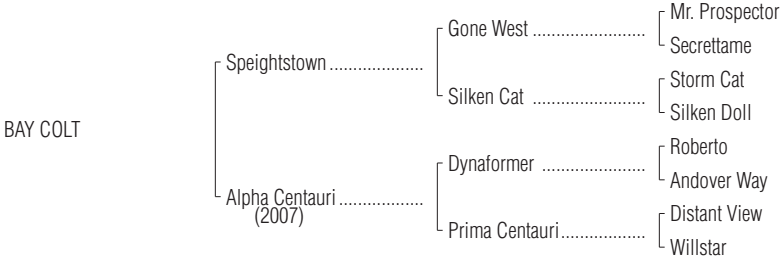 Mr. Prospector
Gone West ........................
Secrettame
Speightstown ....................
Storm Cat
Silken Cat ........................
Silken Doll
BAY COLT
Roberto
Dynaformer ......................
Andover Way
Alpha Centauri ..................
(2007)
Distant View
Prima Centauri ..................
Willstar